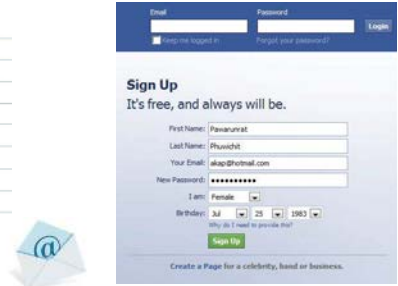 Email Password
Login
Keep me logged in Forgot your password?
Sign Up
It's free, and always will be.
First Name: Pawarunrat
Last Name: Phuwichit
Your Email: akap@hotmail.com
New Password: ••••••••••
I am: Female
Birthday: Jul 25 1983
Why do I need to provide this?
Sign Up
Create a Page for a celebrity, band or business.
@